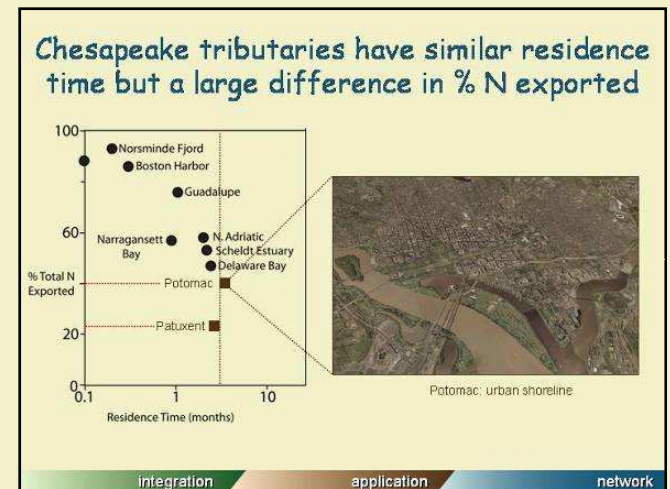 Chesapeake tributaries have similar residence
time but a large difference in % N exported
100
Norsminde Fjord
Boston Harbor
Guadalupe
60
Narragansett
Bay
N. Adriatic
Scheldt Estuary
Delaware Bay
% Total N
Exported
Potomac
20
Patuxent
0
0.1
1
10
Residence Time (months)
Potomac: urban shoreline
integration
application
network